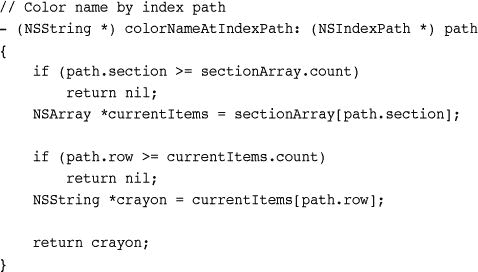 // Color name by index path
- (NSString *) colorNameAtIndexPath: (NSIndexPath *) path
{
    if (path.section >= sectionArray.count)
        return nil;
    NSArray *currentItems = sectionArray[path.section];

    if (path.row >= currentItems.count)
        return nil;
    NSString *crayon = currentItems[path.row];

    return crayon;
}